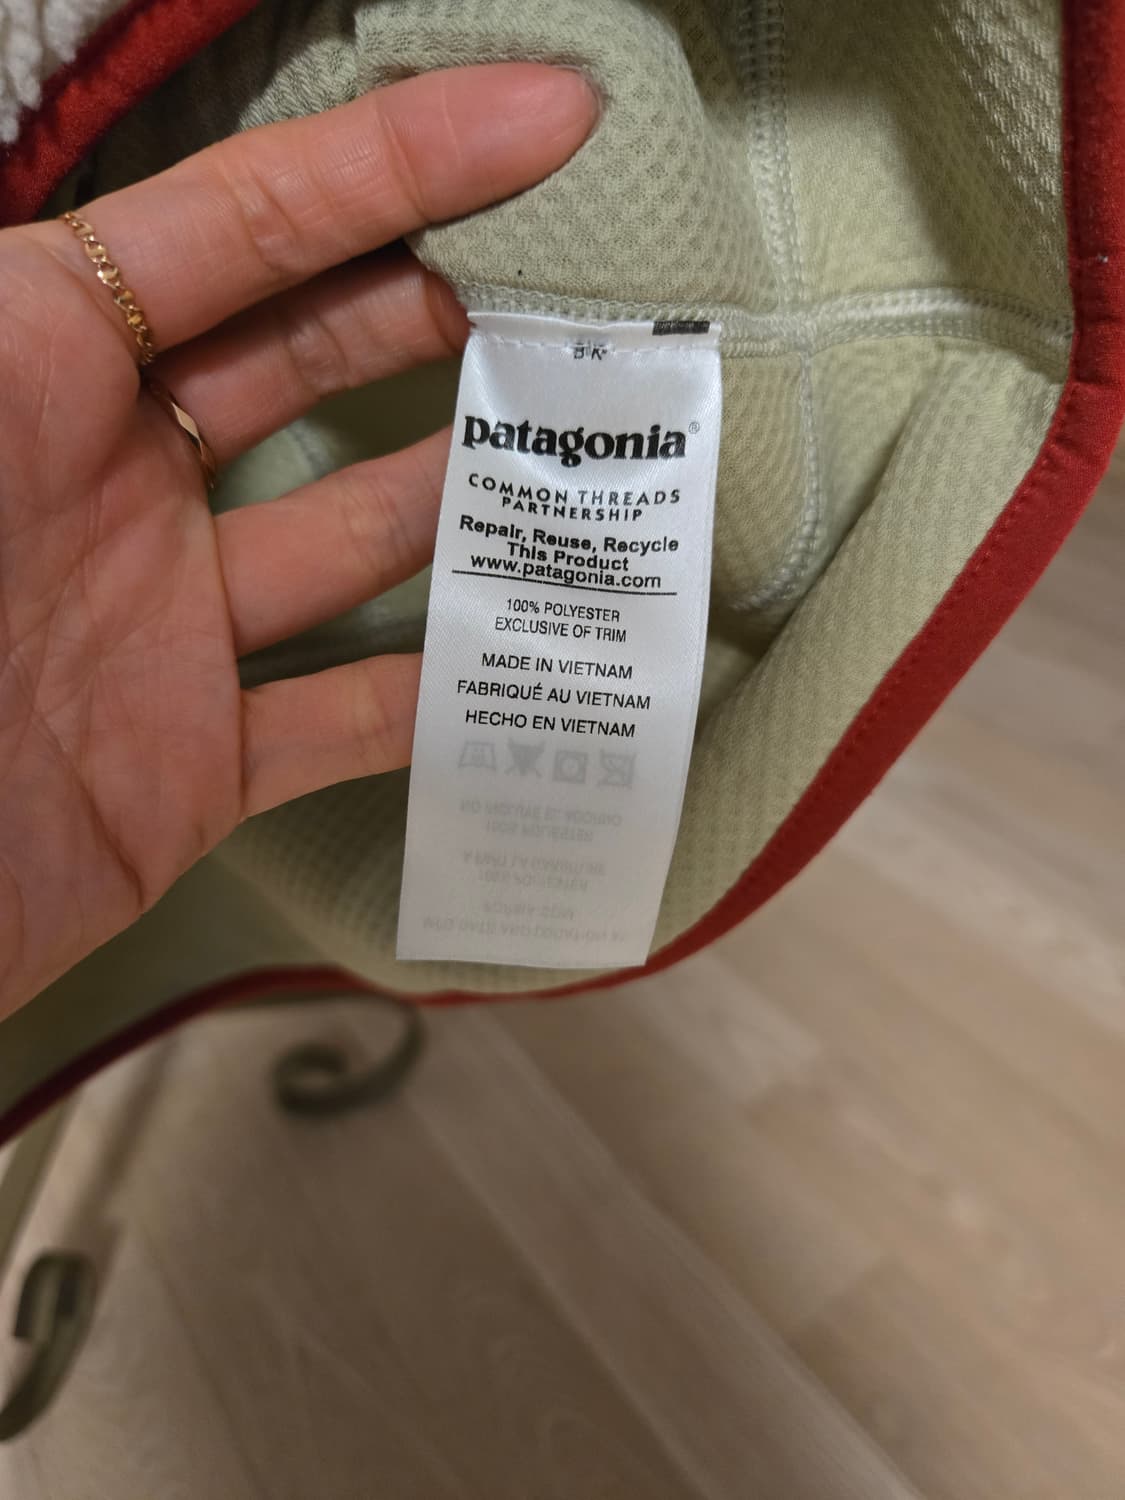 patagonia®
COMMON THREADS
PARTNERSHIP
Repair, Reuse, Recycle
This Product
www.patagonia.com
100% POLYESTER
EXCLUSIVE OF TRIM
MADE IN VIETNAM
FABRIQUÉ AU VIETNAM
HECHO EN VIETNAM